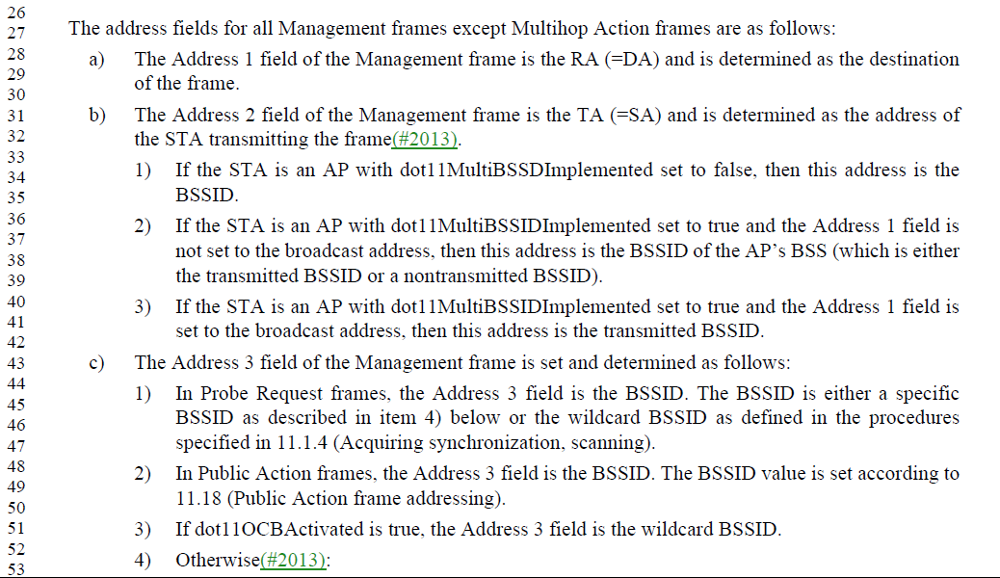 26
27 The address fields for all Management frames except Multihop Action frames are as follows:
28 a) The Address 1 field of the Management frame is the RA (=DA) and is determined as the destination
29 of the frame.
30
31 b) The Address 2 field of the Management frame is the TA (=SA) and is determined as the address of
32 the STA transmitting the frame(#2013).
33
34 1) If the STA is an AP with dot11MultiBSSDImplemented set to false, then this address is the
35 BSSID.
36 2) If the STA is an AP with dot11MultiBSSIDImplemented set to true and the Address 1 field is
37
38 not set to the broadcast address, then this address is the BSSID of the AP's BSS (which is either
39 the transmitted BSSID or a nontransmitted BSSID).
40 3) If the STA is an AP with dot11MultiBSSIDImplemented set to true and the Address 1 field is
41
42 set to the broadcast address, then this address is the transmitted BSSID.
43 c) The Address 3 field of the Management frame is set and determined as follows:
44 1) In Probe Request frames, the Address 3 field is the BSSID. The BSSID is either a specific
45
46 BSSID as described in item 4) below or the wildcard BSSID as defined in the procedures
47 specified in 11.1.4 (Acquiring synchronization, scanning).
48 2) In Public Action frames, the Address 3 field is the BSSID. The BSSID value is set according to
49
50 11.18 (Public Action frame addressing).
51 3) If dot11OCBActivated is true, the Address 3 field is the wildcard BSSID.
52
53 4) Otherwise(#2013):